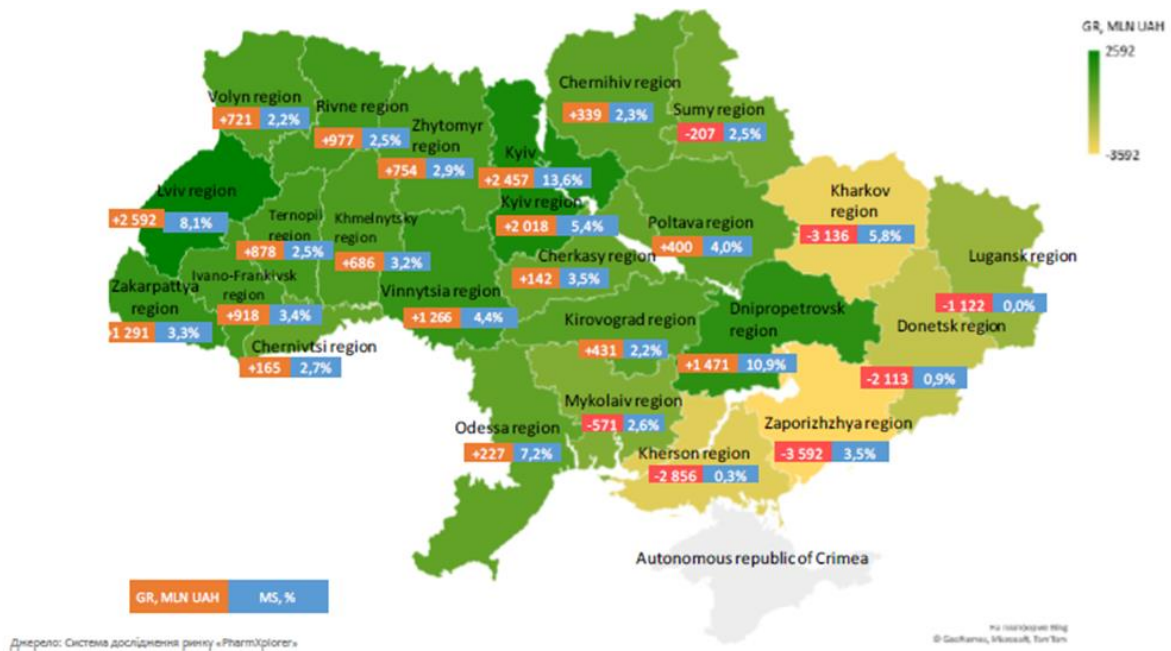 GR, MLN UAH
2592
-3592
Volyn region
+721 2,2%
Rivne region
+977 2,5%
Zhytomyr
region
+754 2,9%
Kyiv
+2 457 13,6%
Chernihiv region
+339 2,3%
Sumy region
-207 2,5%
Lviv region
+2 592 8,1%
Ternopil
region
+878 2,5%
Khmelnytsky
region
+686 3,2%
Kyiv region
+2 018 5,4%
Poltava region
+400 4,0%
Kharkov
region
-3 136 5,8%
Lugansk region
-1 122 0,0%
Zakarpattya
region
1 291 3,3%
Ivano-Frankivsk
region
+918 3,4%
Vinnytsia region
+1 266 4,4%
Cherkasy region
+142 3,5%
Kirovograd region
+431 2,2%
Dnipropetrovsk
region
+1 471 10,9%
Donetsk region
-2 113 0,9%
Chernivtsi region
+165 2,7%
Odessa region
+227 7,2%
Mykolaiv region
-571 2,6%
Kherson region
-2 856 0,3%
Zaporizhzhya region
-3 592 3,5%
Autonomous republic of Crimea
GR, MLN UAH MS, %
Джерело: Система дослідження ринку «PharmXplorer»
на платформе Bing
© GeoNames, Microsoft, TomTom